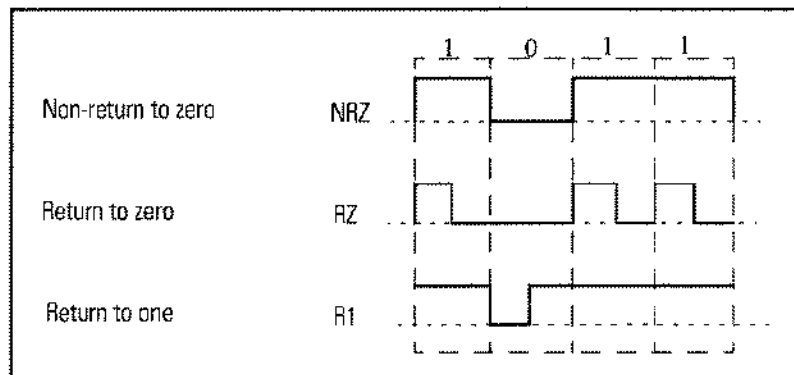 1 0 1 1
Non-return to zero NRZ
Return to zero RZ
Return to one R1